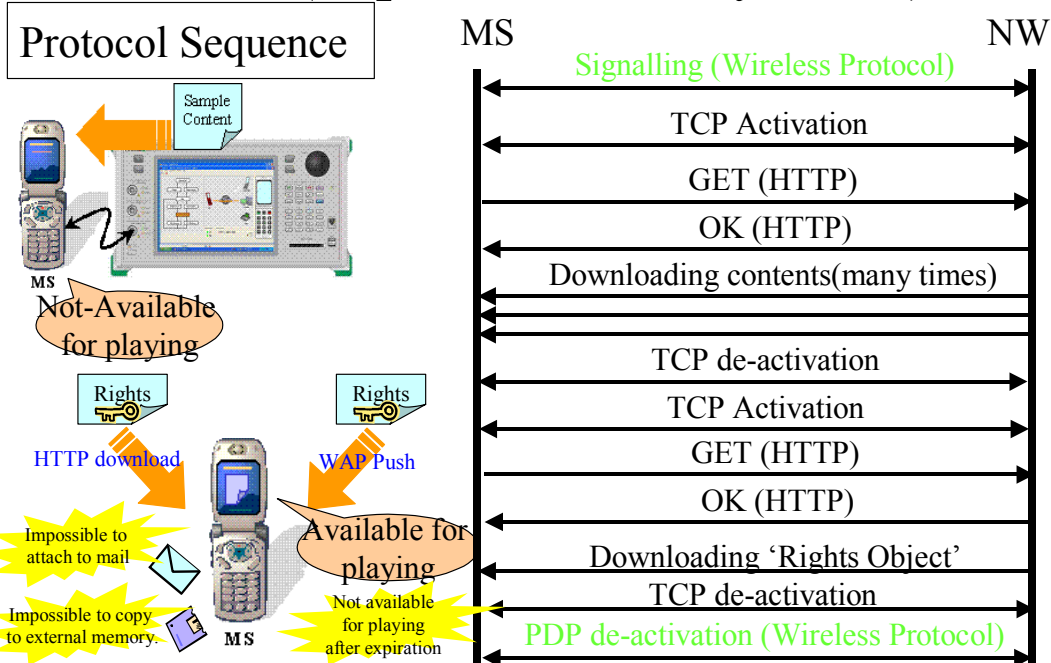 Protocol Sequence
Sample
Content
MS
Not-Available
for playing
Rights
Rights
HTTP download
WAP Push
Impossible to
attach to mail
Available for
playing
Impossible to copy
to external memory.
MS
Not available
for playing
after expiration
MS
NW
Signalling (Wireless Protocol)
TCP Activation
GET (HTTP)
OK (HTTP)
Downloading contents(many times)
TCP de-activation
TCP Activation
GET (HTTP)
OK (HTTP)
Downloading ‘Rights Object’
TCP de-activation
PDP de-activation (Wireless Protocol)